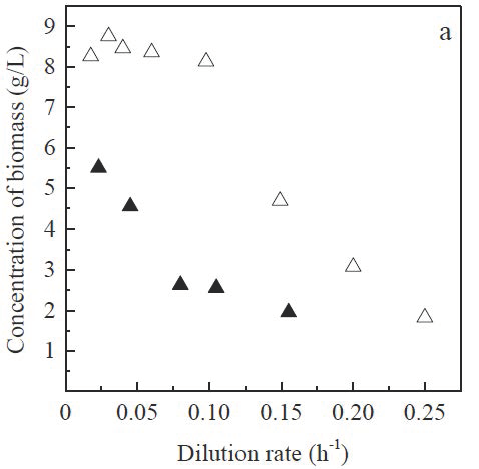 a
Concentration of biomass (g/L)
9
8
7
6
5
4
3
2
1
0 0.05 0.10 0.15 0.20 0.25
Dilution rate (h⁻¹)